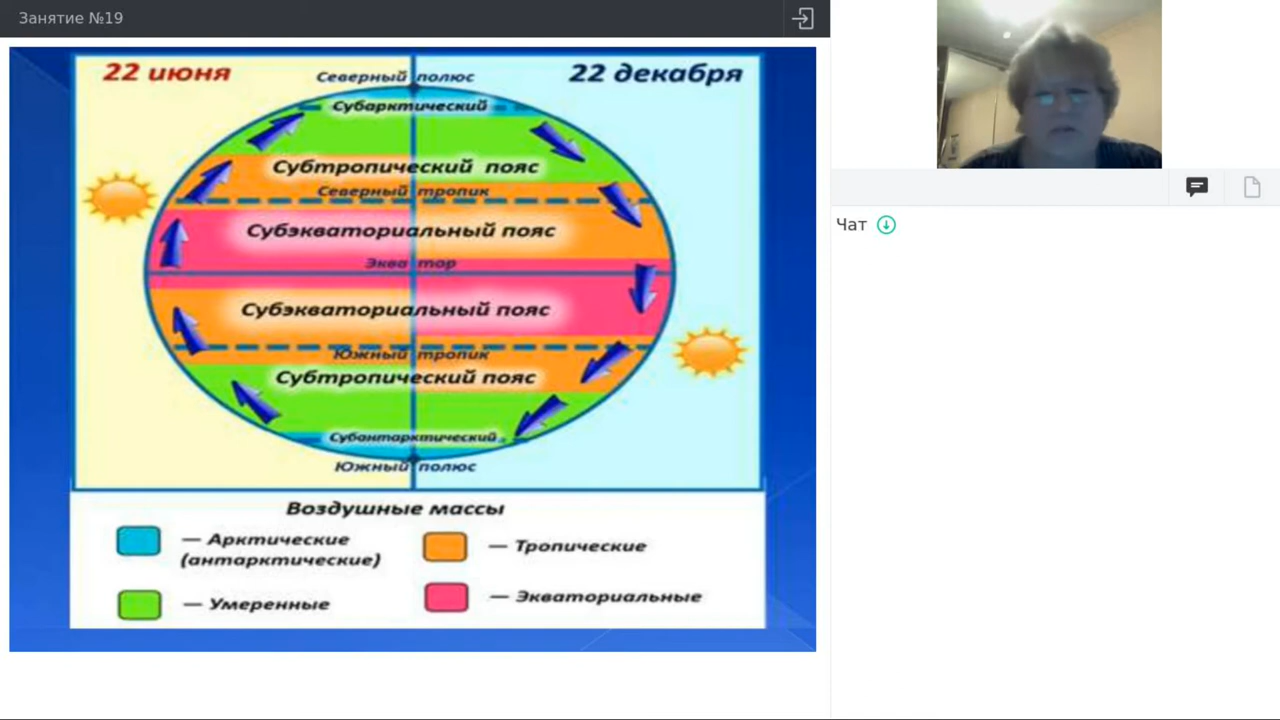 Занятие №19
22 июня
22 декабря
Северный полюс
Субарктический
Субтропический пояс
Северный тропик
Субэкваториальный пояс
Экватор
Субэкваториальный пояс
Южный тропик
Субтропический пояс
Субантарктический
Южный полюс
Воздушные массы
— Арктические
(антарктические)
— Тропические
— Умеренные
— Экваториальные
Чат